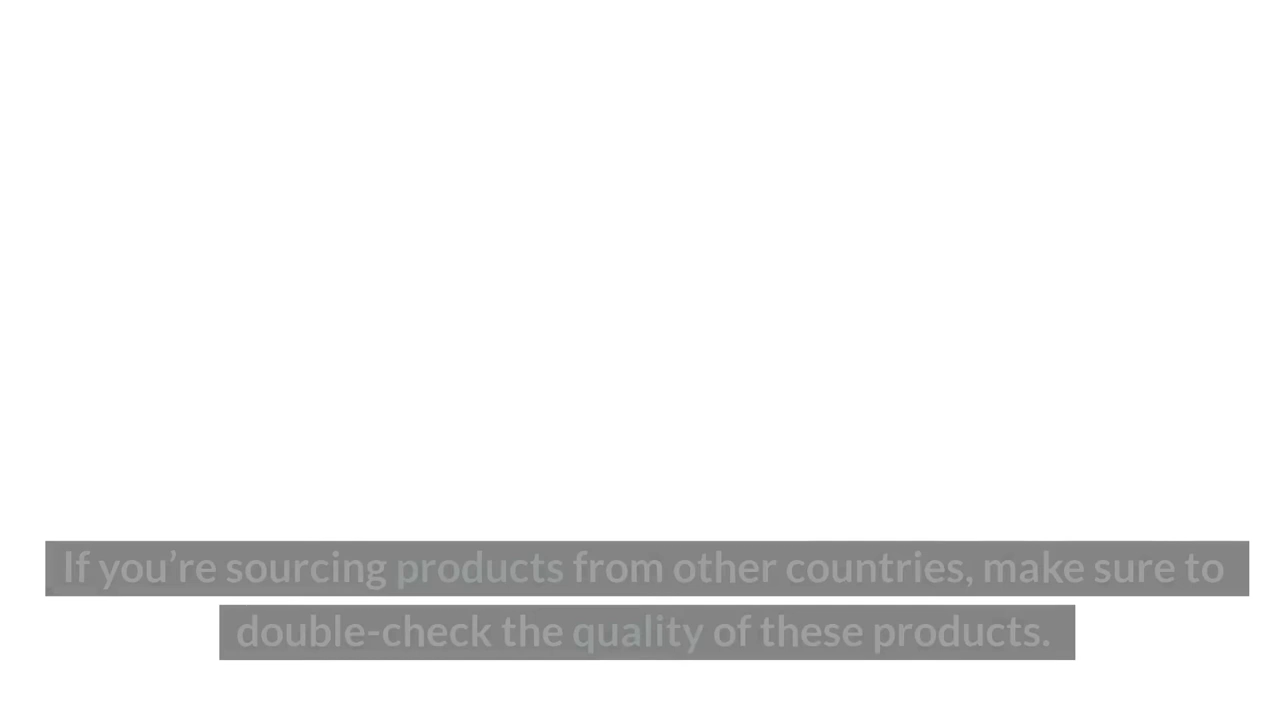 If you’re sourcing products from other countries, make sure to
double-check the quality of these products.